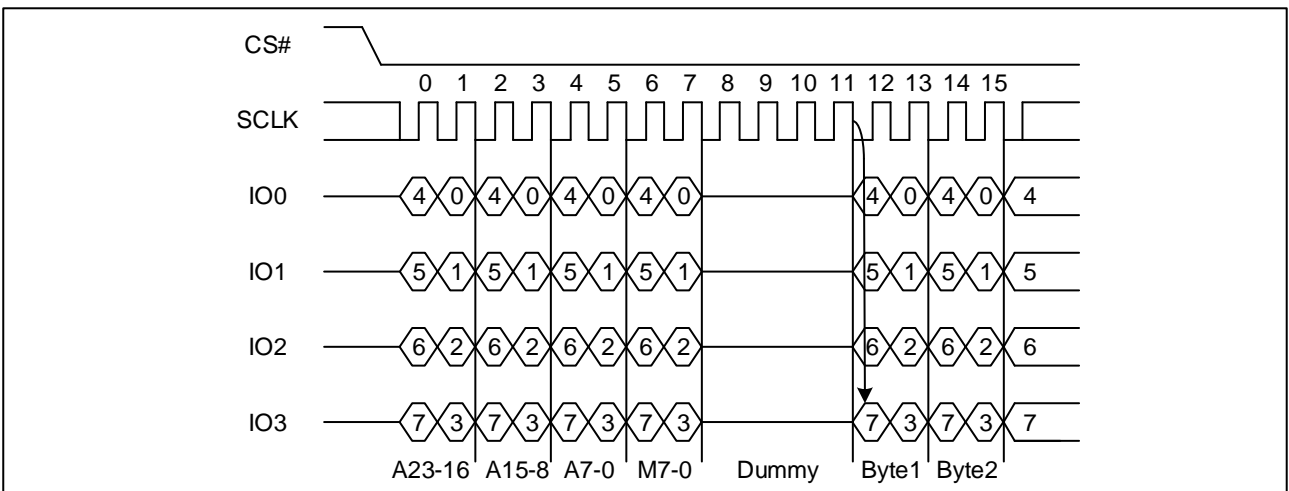 CS#
0 1 2 3 4 5 6 7 8 9 10 11 12 13 14 15
SCLK
IO0 4 0 4 0 4 0 4 0 4 0 4 0 4
IO1 5 1 5 1 5 1 5 1 5 1 5 1 5
IO2 6 2 6 2 6 2 6 2 6 2 6 2 6
IO3 7 3 7 3 7 3 7 3 7 3 7 3 7
A23-16 A15-8 A7-0 M7-0 Dummy Byte1 Byte2